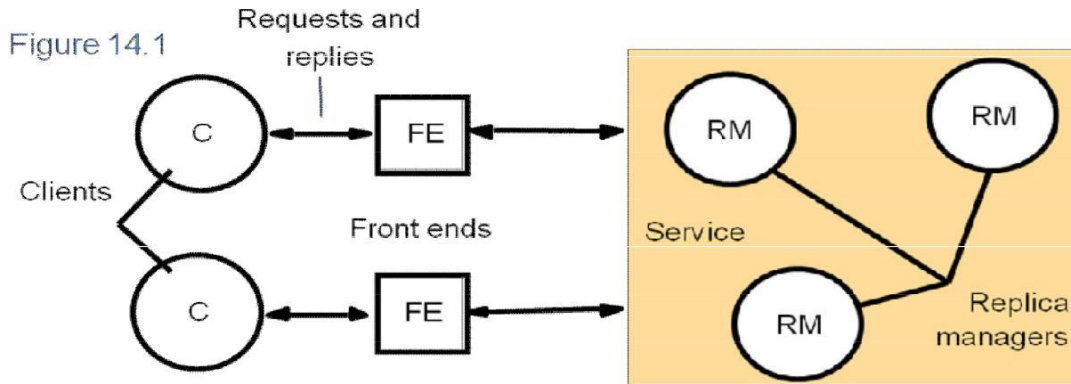 Figure 14.1
Requests and
replies
C
FE
RM
RM
Clients
Front ends
Service
C
FE
RM
Replica
managers